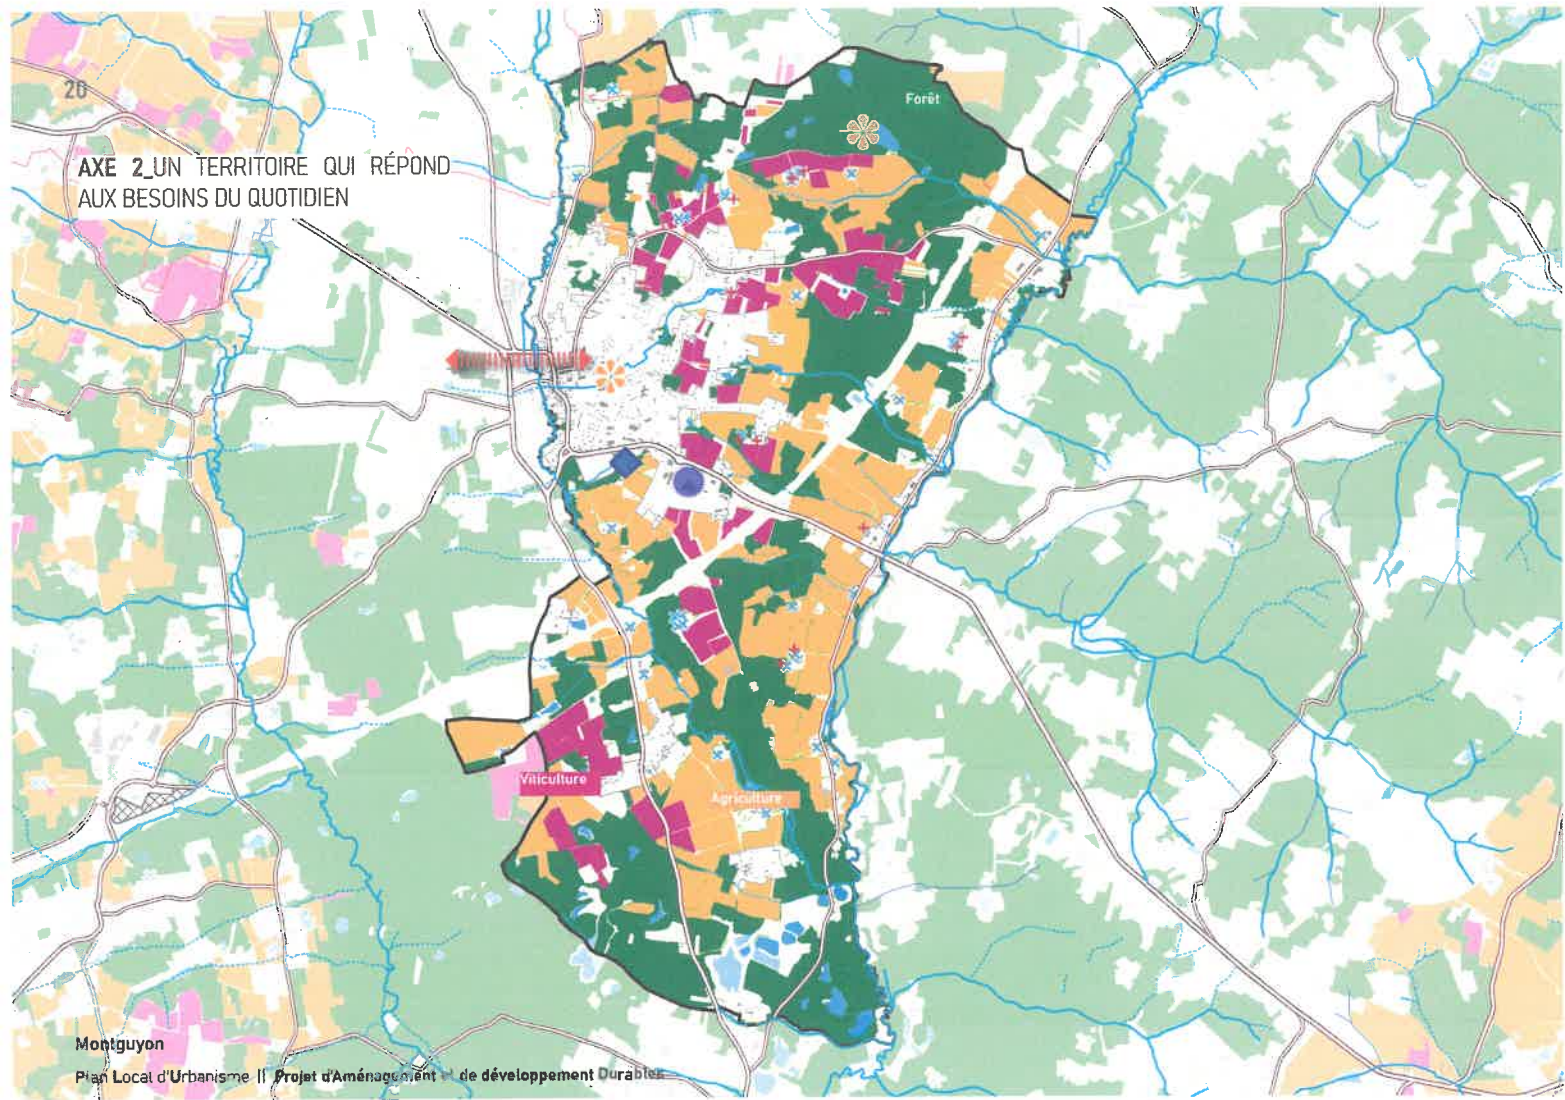 20
AXE 2_UN TERRITOIRE QUI RÉPOND
AUX BESOINS DU QUOTIDIEN
Forêt
Viticulture
Agriculture
Montguyon
Plan Local d'Urbanisme || Projet d'Aménagement et de développement Durables